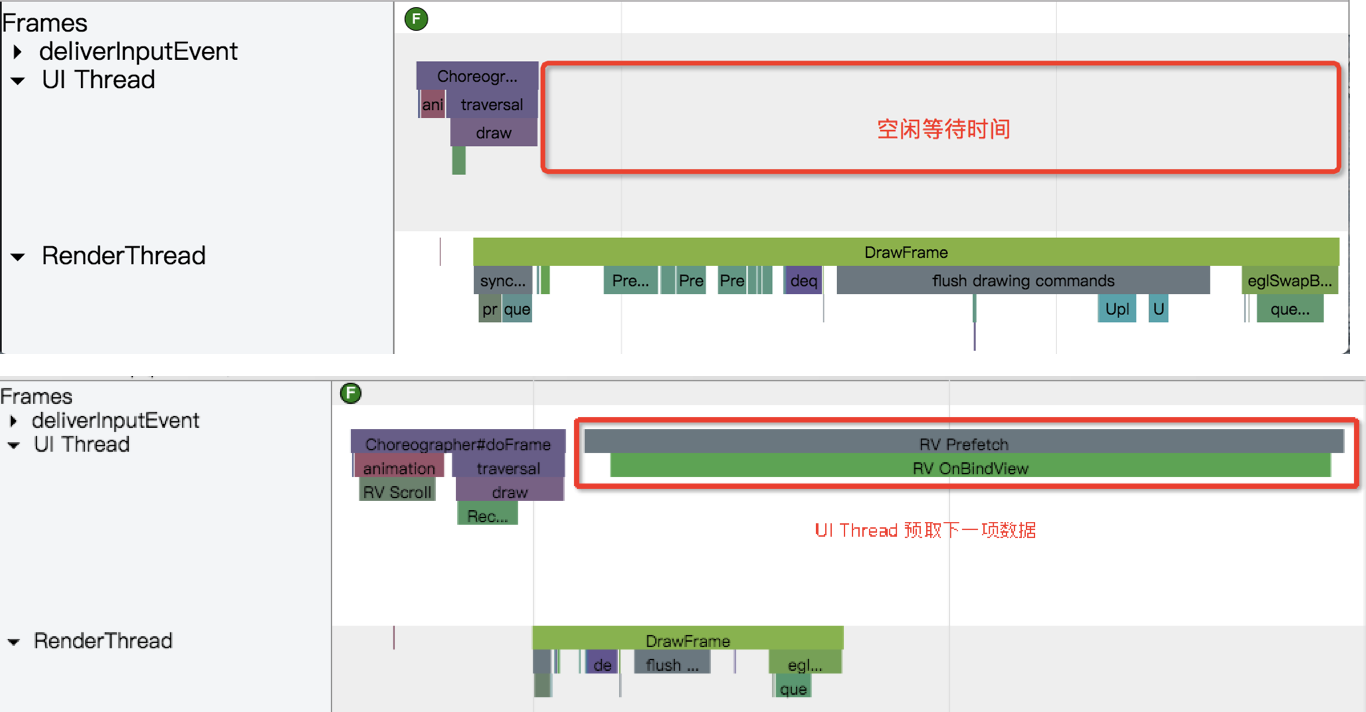 Frames
F
deliverInputEvent
UI Thread
Choreogr...
ani traversal
draw
空闲等待时间
RenderThread
DrawFrame
sync... Pre... Pre Pre deq flush drawing commands eglSwapB...
pr que Upl U que...
Frames
F
deliverInputEvent
UI Thread
Choreographer#doFrame RV Prefetch
animation traversal RV OnBindView
RV Scroll draw
Rec...
UI Thread 预取下一项数据
RenderThread
DrawFrame
de flush ... egl...
que